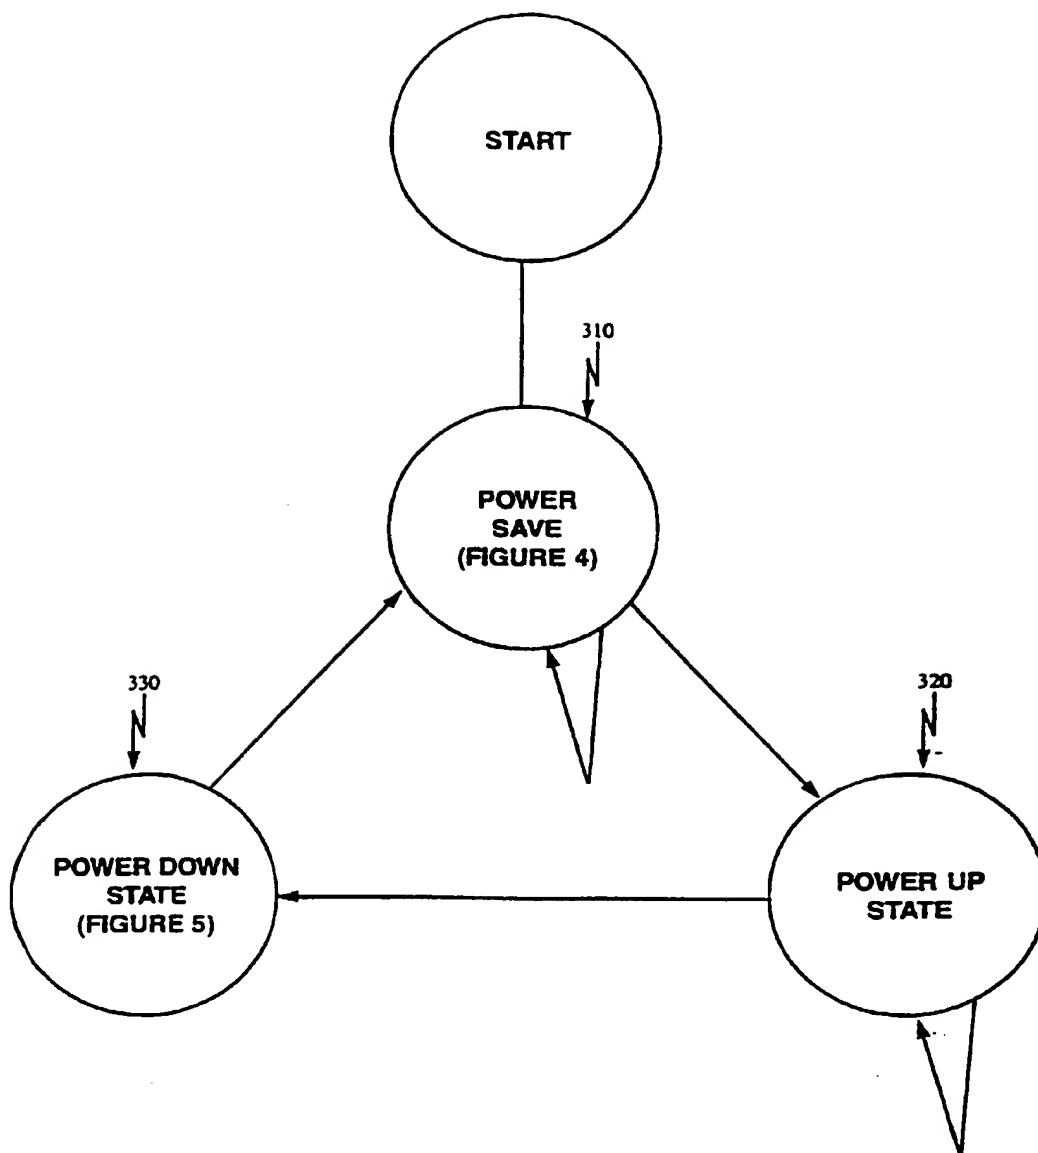 START
310
POWER
SAVE
(FIGURE 4)
330
320
POWER DOWN
STATE
(FIGURE 5)
POWER UP
STATE